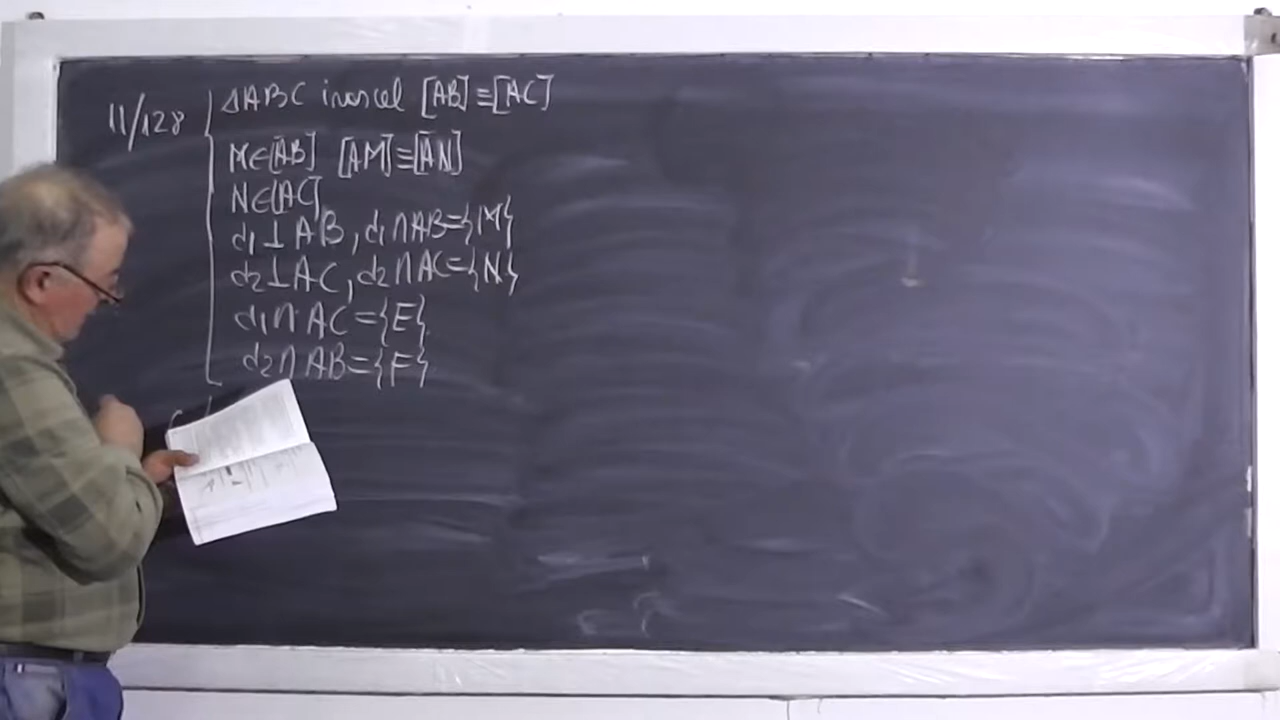 11/128
ΔABC isoscel [AB]≡[AC]
M∈[AB] [AM]≡[AN]
N∈[AC]
d1⊥AB, d1∩AB={M}
d2⊥AC, d2∩AC={N}
d1∩AC={E}
d2∩AB={F}